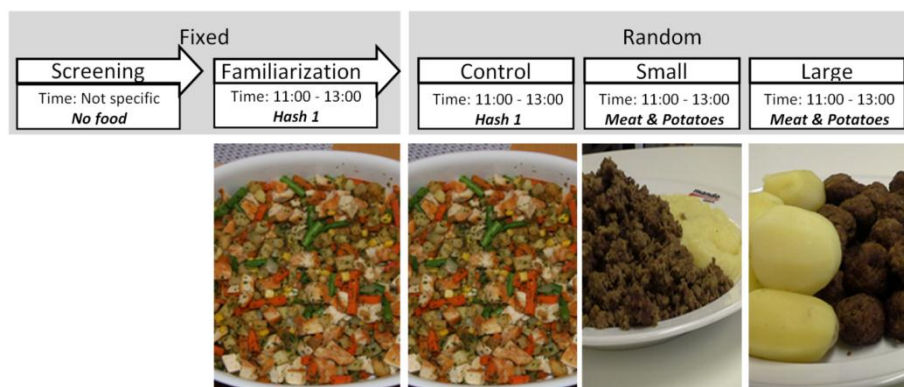 Fixed
Random
Screening
Familiarization
Control
Small
Large
Time: Not specific
Time: 11:00 - 13:00
Time: 11:00 - 13:00
Time: 11:00 - 13:00
Time: 11:00 - 13:00
No food
Hash 1
Hash 1
Meat & Potatoes
Meat & Potatoes